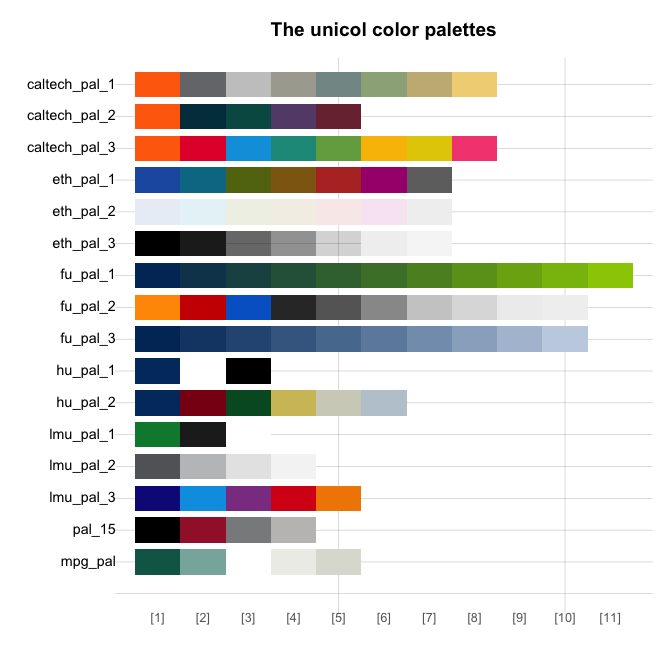 The unicol color palettes
caltech_pal_1
caltech_pal_2
caltech_pal_3
eth_pal_1
eth_pal_2
eth_pal_3
fu_pal_1
fu_pal_2
fu_pal_3
hu_pal_1
hu_pal_2
lmu_pal_1
lmu_pal_2
lmu_pal_3
pal_15
mpg_pal
[1] [2] [3] [4] [5] [6] [7] [8] [9] [10] [11]